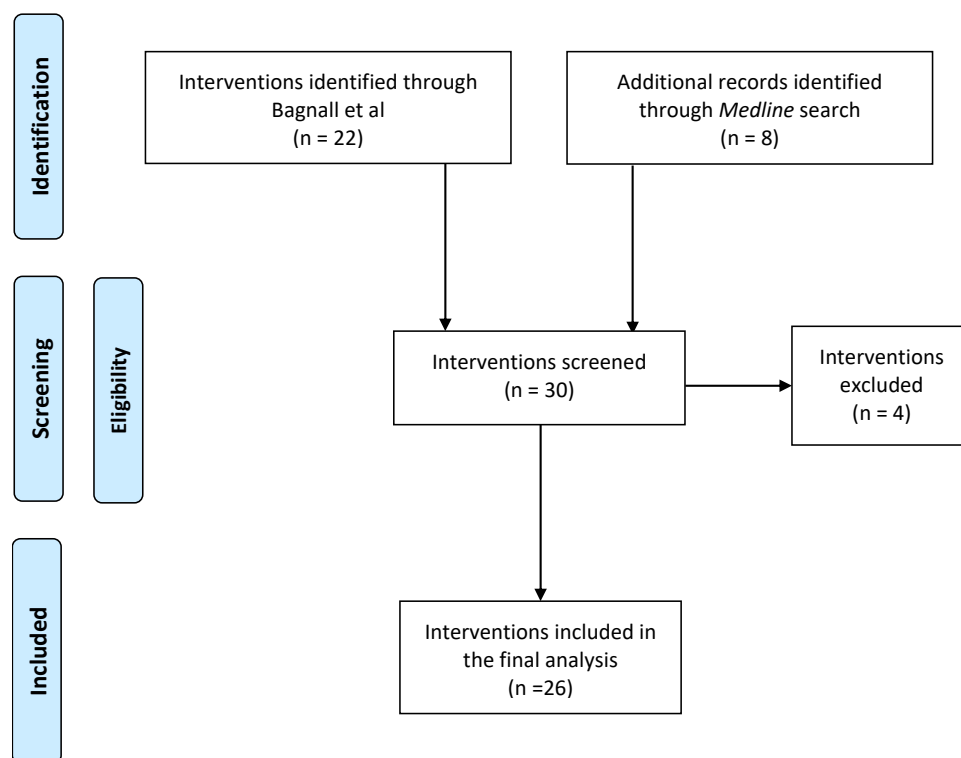 Identification
Interventions identified through
Bagnall et al
(n = 22)
Additional records identified
through Medline search
(n = 8)
Screening
Eligibility
Interventions screened
(n = 30)
Interventions
excluded
(n = 4)
Included
Interventions included in
the final analysis
(n =26)